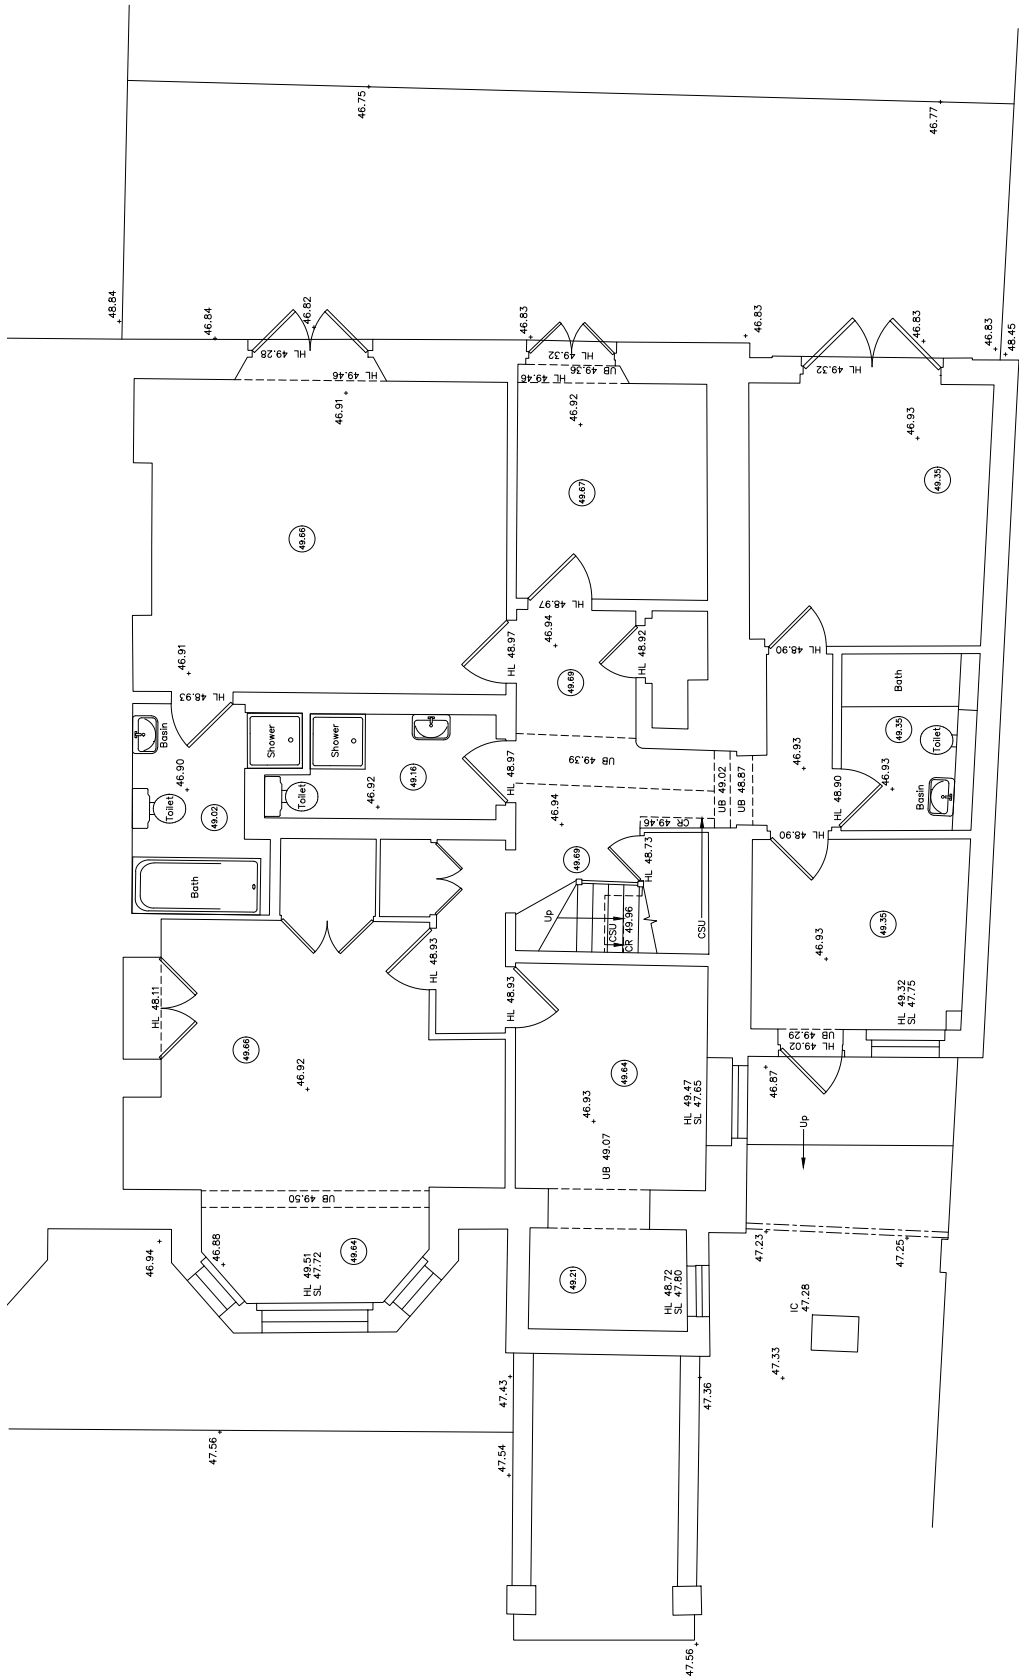 46.75
46.77
48.84
46.84
46.82
46.83
46.83
46.83
46.83
48.45
HL 49.28
HL 49.46
46.91
HL 49.32
UB 49.36
HL 49.46
46.92
HL 49.32
46.93
49.66
49.67
49.35
46.91
HL 48.93
HL 48.97
HL 48.97
46.94
HL 48.92
49.69
HL 48.90
Bath
Basin
Toilet
46.90
49.02
Bath
Shower
Shower
Toilet
46.92
49.16
HL 48.97
UB 49.39
46.94
UB 49.02
UB 48.87
CR 49.46
46.93
49.35
Toilet
46.93
Basin
HL 48.90
HL 48.90
49.69
HL 48.73
Up
CSU
CR 49.96
CSU
HL 48.93
HL 48.93
HL 48.11
49.66
46.92
49.64
46.93
UB 49.07
HL 49.47
SL 47.65
49.35
46.93
HL 49.32
SL 47.75
UB 49.29
HL 49.02
46.87
Up
UB 49.50
46.94
46.88
HL 49.51
SL 47.72
49.64
49.21
HL 48.72
SL 47.80
47.23
47.25
IC
47.28
47.33
47.43
47.36
47.56
47.54
47.56